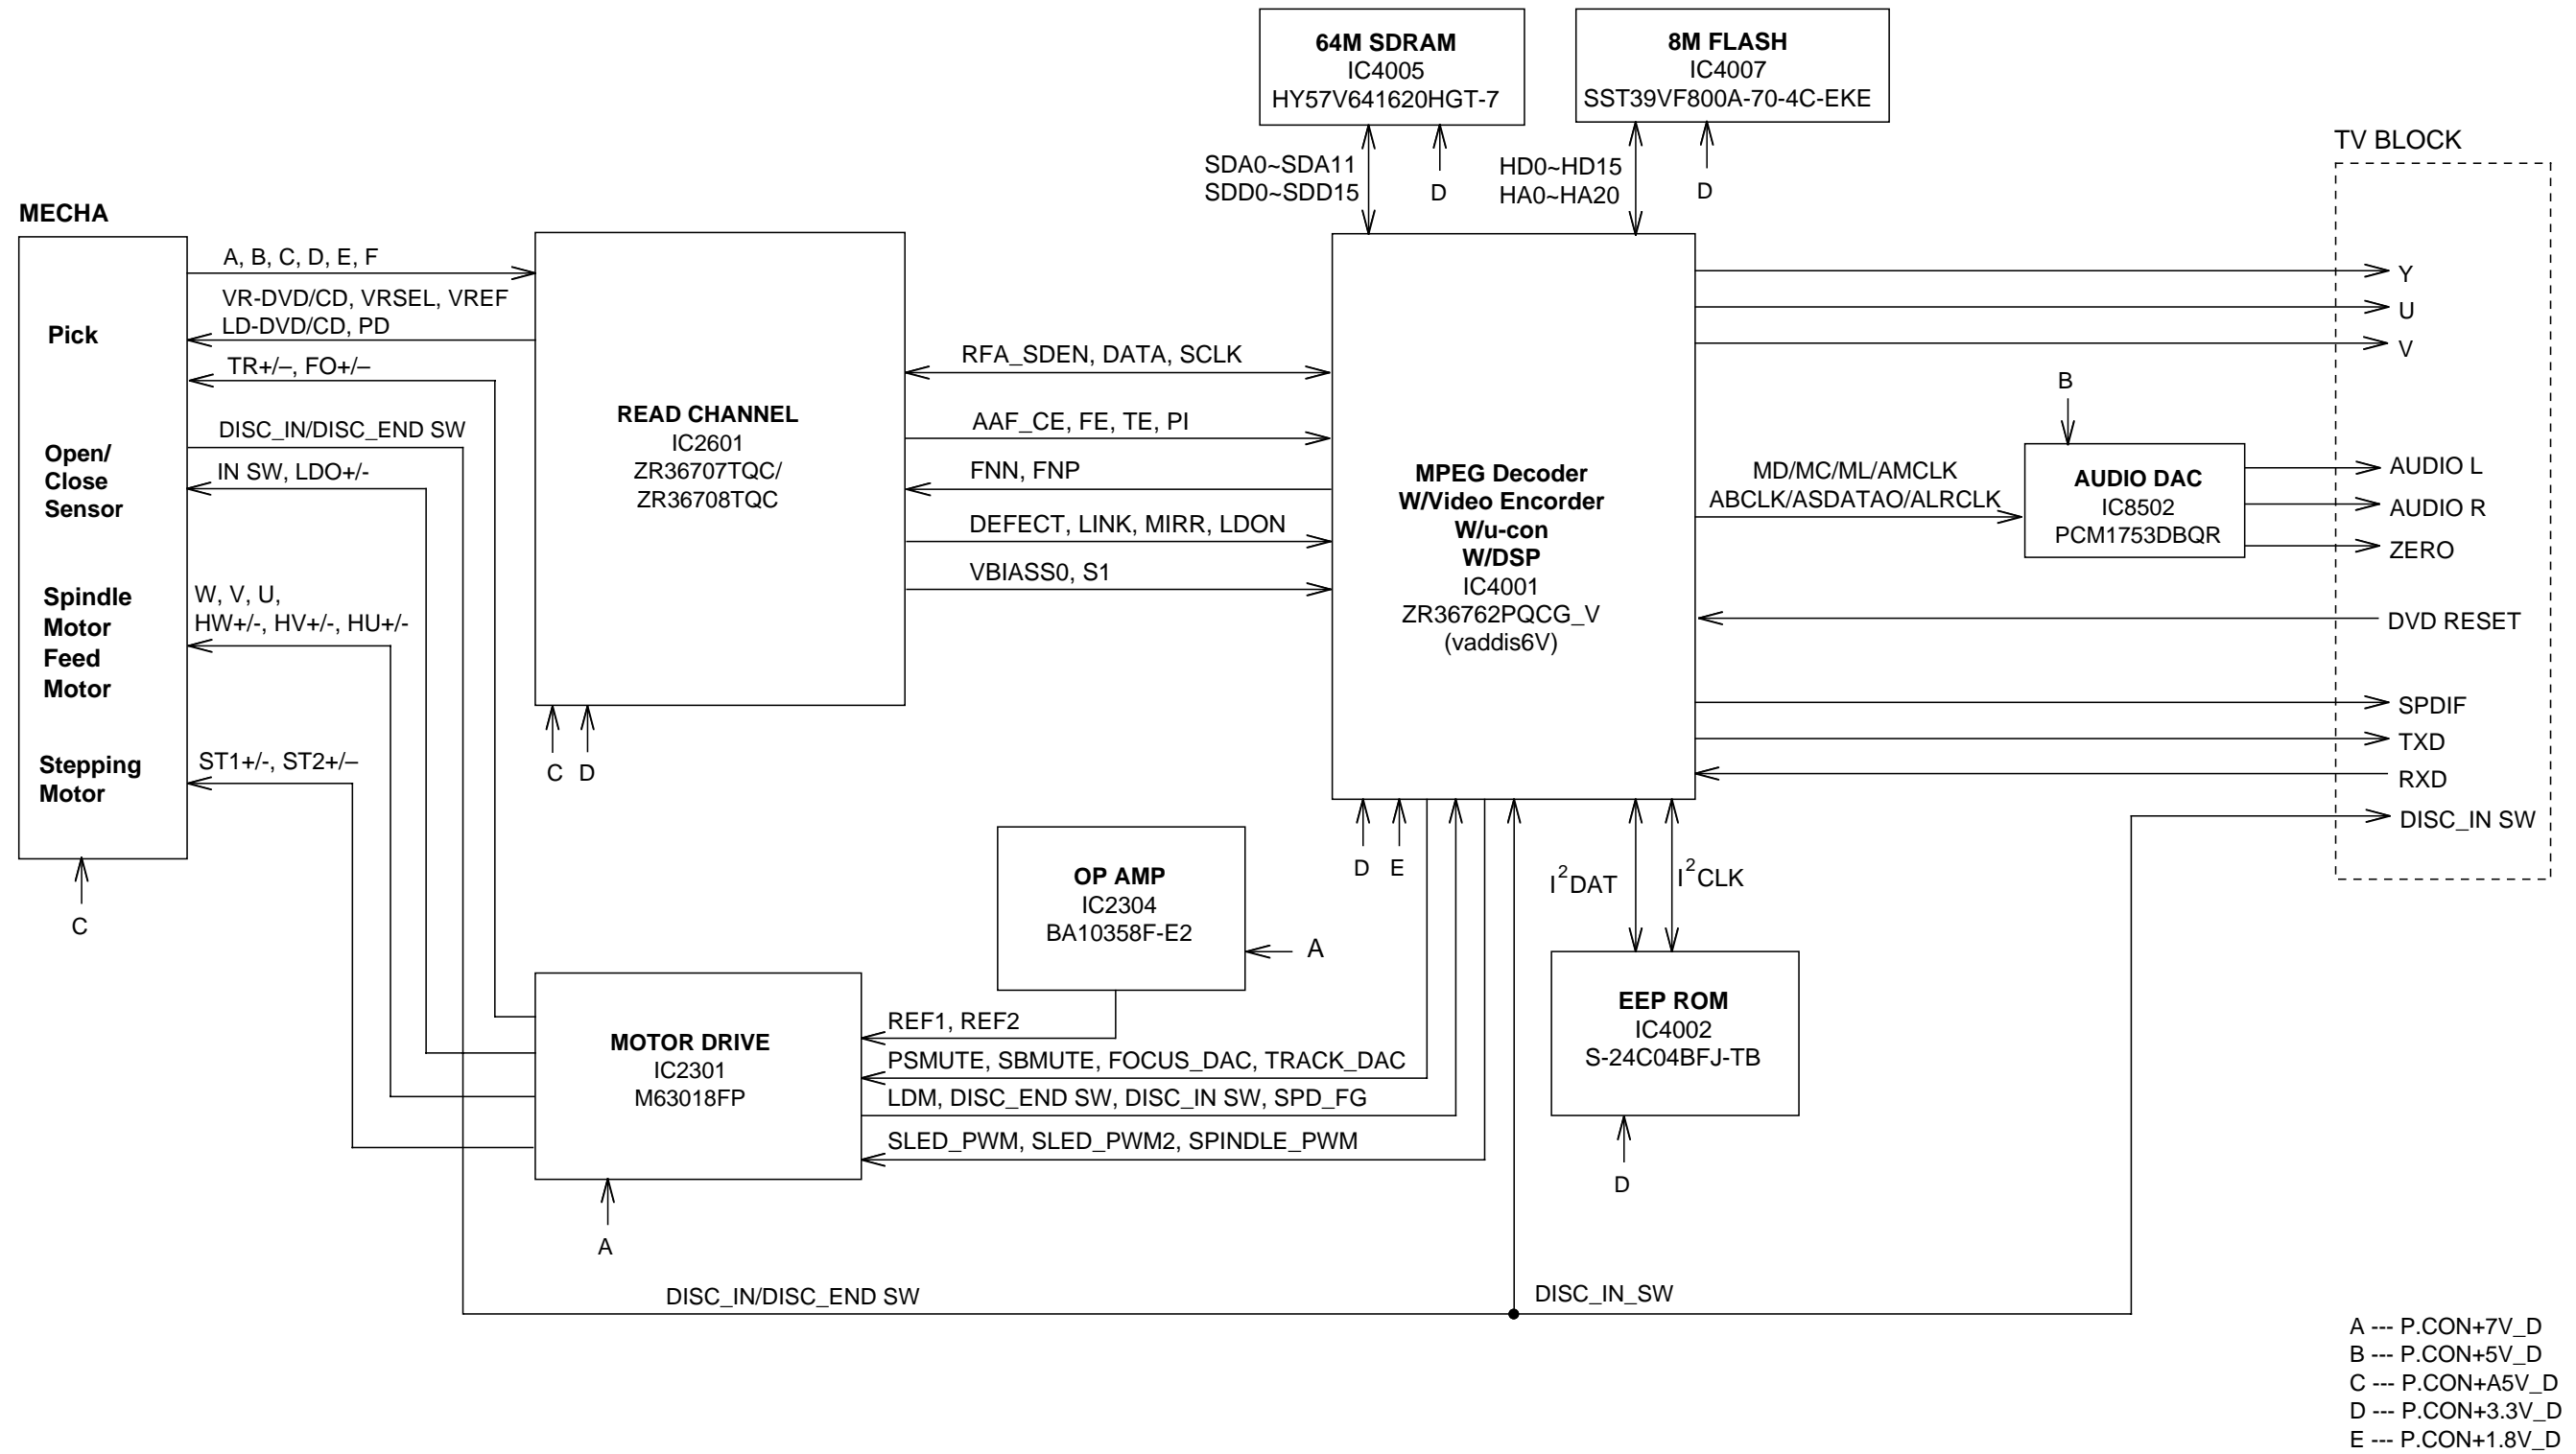 64M SDRAM
IC4005
HY57V641620HGT-7
8M FLASH
IC4007
SST39VF800A-70-4C-EKE
SDA0~SDA11
SDD0~SDD15
D
HD0~HD15
HA0~HA20
D
TV BLOCK
MECHA
Pick
Open/
Close
Sensor
Spindle
Motor
Feed
Motor
Stepping
Motor
C
A, B, C, D, E, F
VR-DVD/CD, VRSEL, VREF
LD-DVD/CD, PD
TR+/–, FO+/–
DISC_IN/DISC_END SW
IN SW, LDO+/-
W, V, U,
HW+/-, HV+/-, HU+/-
ST1+/-, ST2+/–
READ CHANNEL
IC2601
ZR36707TQC/
ZR36708TQC
C
D
RFA_SDEN, DATA, SCLK
AAF_CE, FE, TE, PI
FNN, FNP
DEFECT, LINK, MIRR, LDON
VBIASS0, S1
MPEG Decoder
W/Video Encorder
W/u-con
W/DSP
IC4001
ZR36762PQCG_V
(vaddis6V)
D
E
MD/MC/ML/AMCLK
ABCLK/ASDATAO/ALRCLK
B
AUDIO DAC
IC8502
PCM1753DBQR
Y
U
V
AUDIO L
AUDIO R
ZERO
DVD RESET
SPDIF
TXD
RXD
DISC_IN SW
OP AMP
IC2304
BA10358F-E2
A
I2DAT
I2CLK
EEP ROM
IC4002
S-24C04BFJ-TB
D
MOTOR DRIVE
IC2301
M63018FP
A
REF1, REF2
PSMUTE, SBMUTE, FOCUS_DAC, TRACK_DAC
LDM, DISC_END SW, DISC_IN SW, SPD_FG
SLED_PWM, SLED_PWM2, SPINDLE_PWM
DISC_IN/DISC_END SW
DISC_IN_SW
A --- P.CON+7V_D
B --- P.CON+5V_D
C --- P.CON+A5V_D
D --- P.CON+3.3V_D
E --- P.CON+1.8V_D